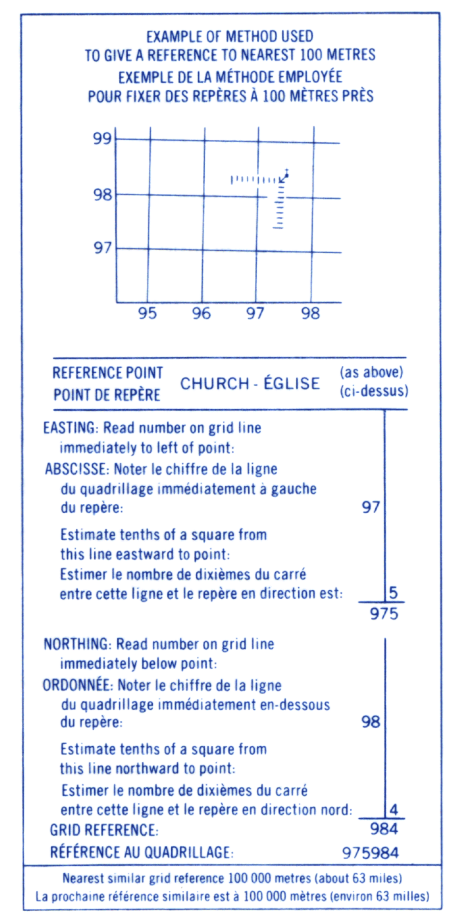 EXAMPLE OF METHOD USED
TO GIVE A REFERENCE TO NEAREST 100 METRES
EXEMPLE DE LA MÉTHODE EMPLOYÉE
POUR FIXER DES REPÈRES À 100 MÈTRES PRÈS
99
98
97
95 96 97 98
REFERENCE POINT
POINT DE REPÈRE
CHURCH - ÉGLISE
(as above)
(ci-dessus)
EASTING: Read number on grid line
immediately to left of point:
ABSCISSE: Noter le chiffre de la ligne
du quadrillage immédiatement à gauche
du repère: 97
Estimate tenths of a square from
this line eastward to point:
Estimer le nombre de dixièmes du carré
entre cette ligne et le repère en direction est: 5
975
NORTHING: Read number on grid line
immediately below point:
ORDONNÉE: Noter le chiffre de la ligne
du quadrillage immédiatement en-dessous
du repère: 98
Estimate tenths of a square from
this line northward to point:
Estimer le nombre de dixièmes du carré
entre cette ligne et le repère en direction nord: 4
GRID REFERENCE: 984
RÉFÉRENCE AU QUADRILLAGE: 975984
Nearest similar grid reference 100 000 metres (about 63 miles)
La prochaine référence similaire est à 100 000 mètres (environ 63 milles)